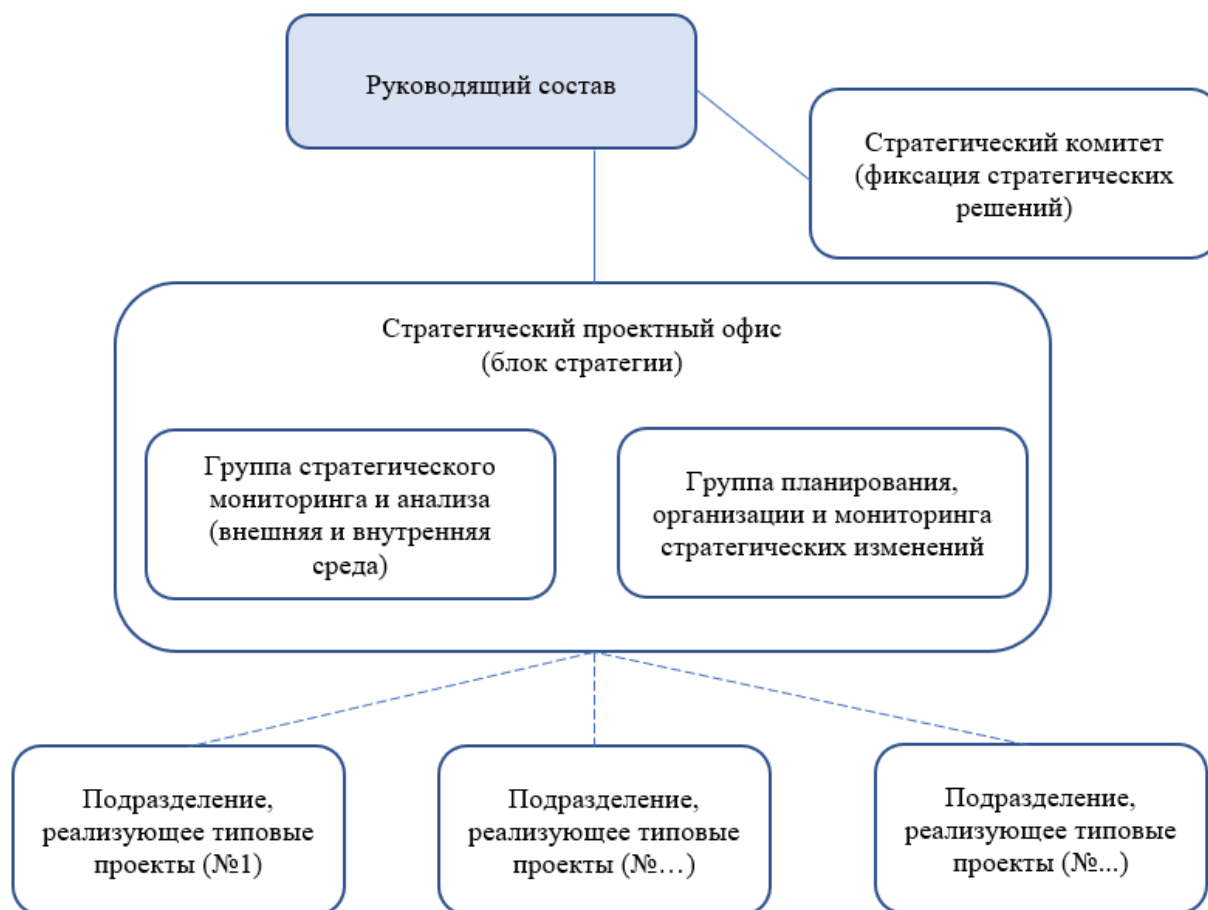 Руководящий состав
Стратегический комитет
(фиксация стратегических
решений)
Стратегический проектный офис
(блок стратегии)
Группа стратегического
мониторинга и анализа
(внешняя и внутренняя
среда)
Группа планирования,
организации и мониторинга
стратегических изменений
Подразделение,
реализующее типовые
проекты (№1)
Подразделение,
реализующее типовые
проекты (№…)
Подразделение,
реализующее типовые
проекты (№...)